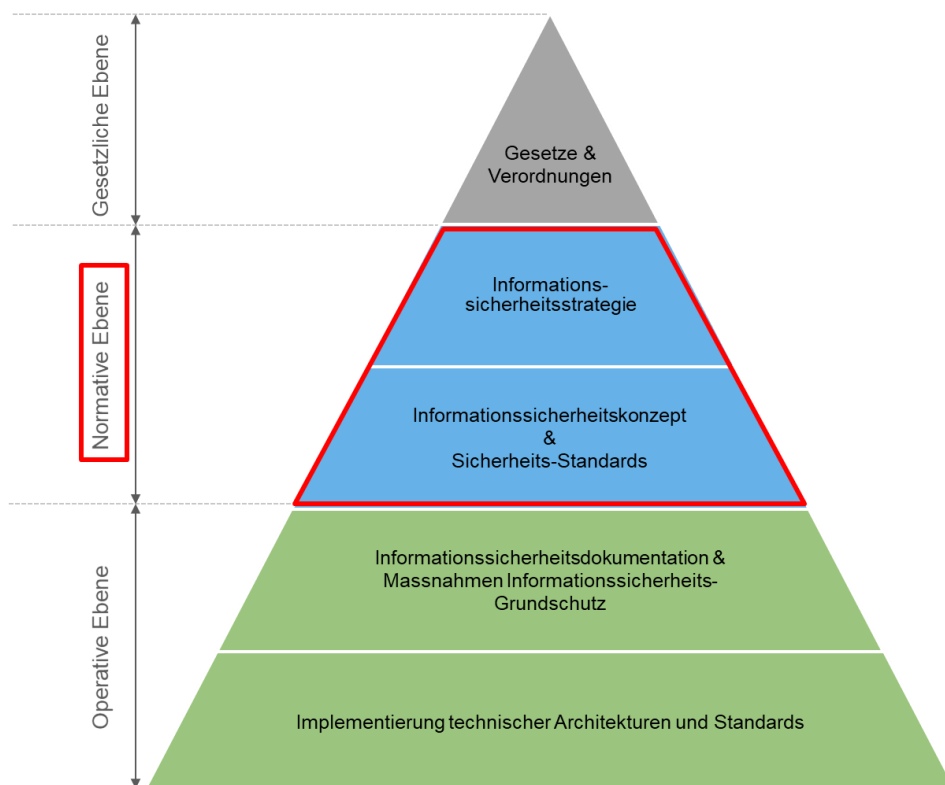 Gesetzliche Ebene
Gesetze &
Verordnungen
Normative Ebene
Informations-
sicherheitsstrategie
Informationssicherheitskonzept
&
Sicherheits-Standards
Operative Ebene
Informationssicherheitsdokumentation &
Massnahmen Informationssicherheits-
Grundschutz
Implementierung technischer Architekturen und Standards